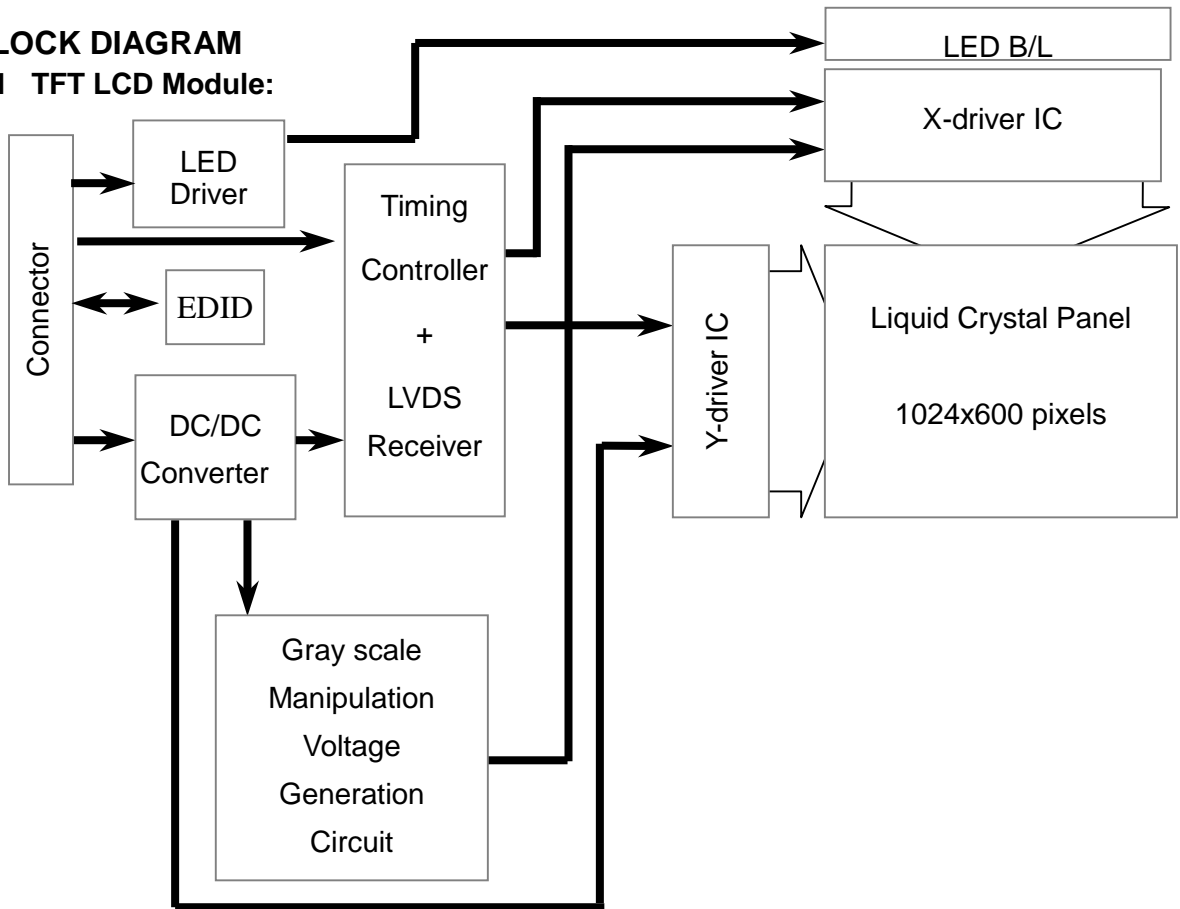 LOCK DIAGRAM
TFT LCD Module:
LED B/L
X-driver IC
LED
Driver
Timing
Controller
+
LVDS
Receiver
Connector
EDID
DC/DC
Converter
Y-driver IC
Liquid Crystal Panel
1024x600 pixels
Gray scale
Manipulation
Voltage
Generation
Circuit